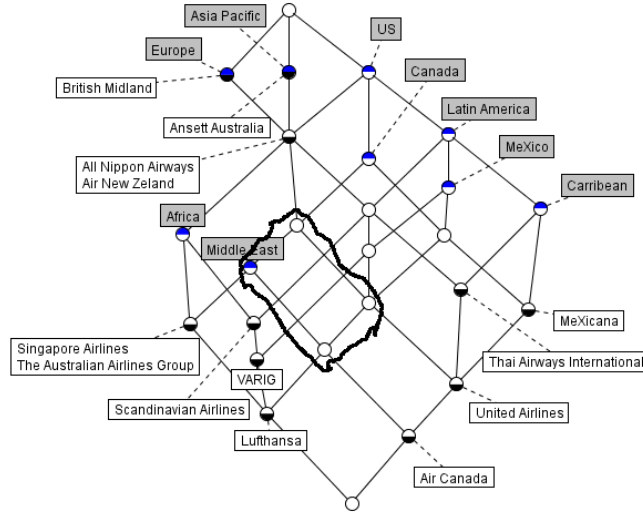 Asia Pacific
US
Europe
Canada
British Midland
Latin America
Ansett Australia
MeXico
All Nippon Airways
Air New Zeland
Carribean
Africa
Middle East
MeXicana
Singapore Airlines
The Australian Airlines Group
Thai Airways International
VARIG
Scandinavian Airlines
United Airlines
Lufthansa
Air Canada